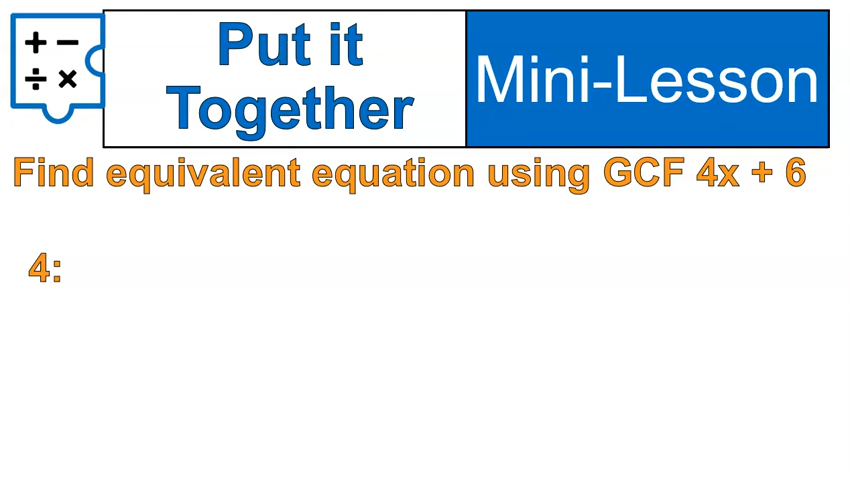 + −
÷ ×
Put it
Together
Mini-Lesson
Find equivalent equation using GCF 4x + 6
4: